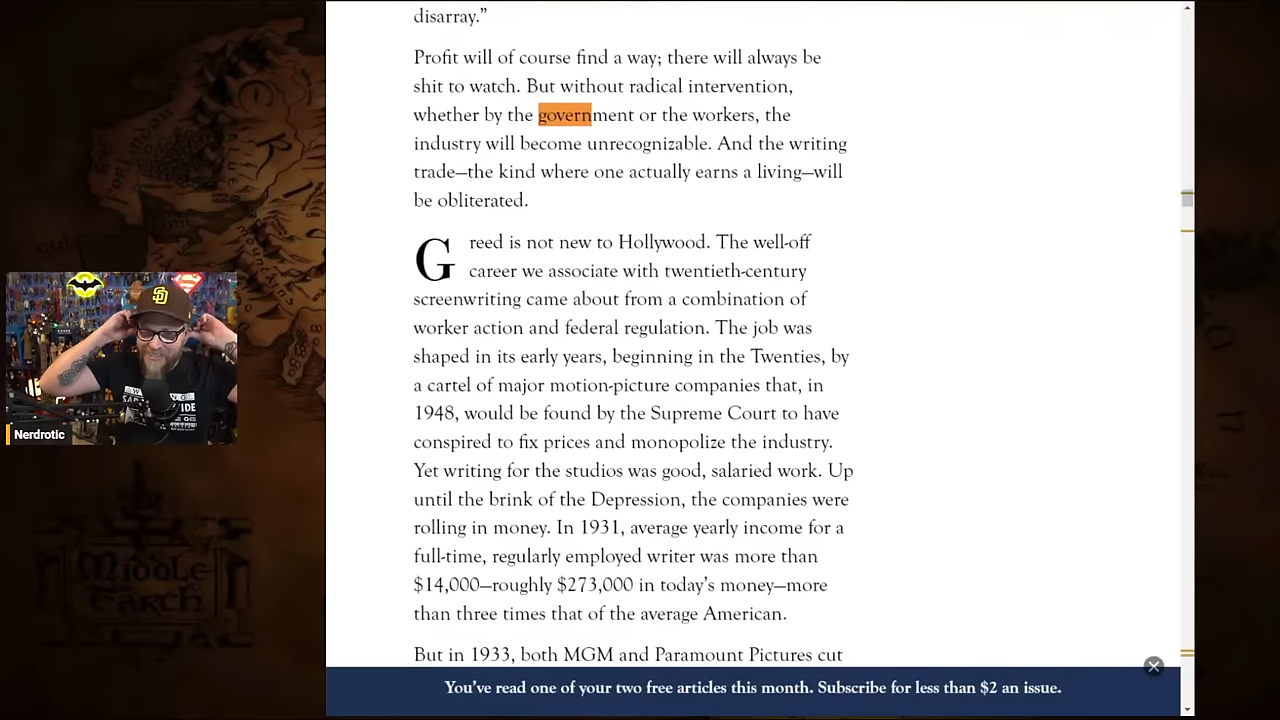 disarray.”
Profit will of course find a way; there will always be
shit to watch. But without radical intervention,
whether by the government or the workers, the
industry will become unrecognizable. And the writing
trade—the kind where one actually earns a living—will
be obliterated.
Greed is not new to Hollywood. The well-off
career we associate with twentieth-century
screenwriting came about from a combination of
worker action and federal regulation. The job was
shaped in its early years, beginning in the Twenties, by
a cartel of major motion-picture companies that, in
1948, would be found by the Supreme Court to have
conspired to fix prices and monopolize the industry.
Yet writing for the studios was good, salaried work. Up
until the brink of the Depression, the companies were
rolling in money. In 1931, average yearly income for a
full-time, regularly employed writer was more than
$14,000—roughly $273,000 in today’s money—more
than three times that of the average American.
But in 1933, both MGM and Paramount Pictures cut
You’ve read one of your two free articles this month. Subscribe for less than $2 an issue.
Nerdrotic
Middle
Earth